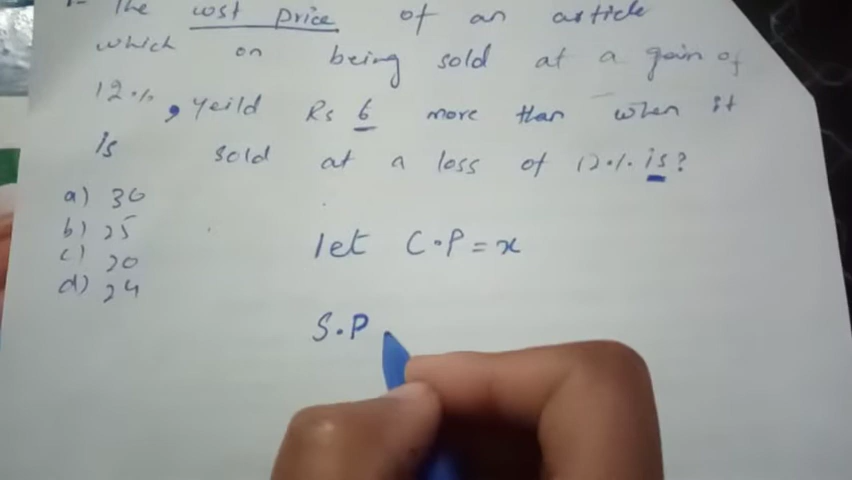 1- The cost price of an article
which on being sold at a gain of
12%, yeild Rs 6 more than when it
is sold at a loss of 12% is?
a) 30
b) 25
c) 20
d) 24
let C.P = x
S.P